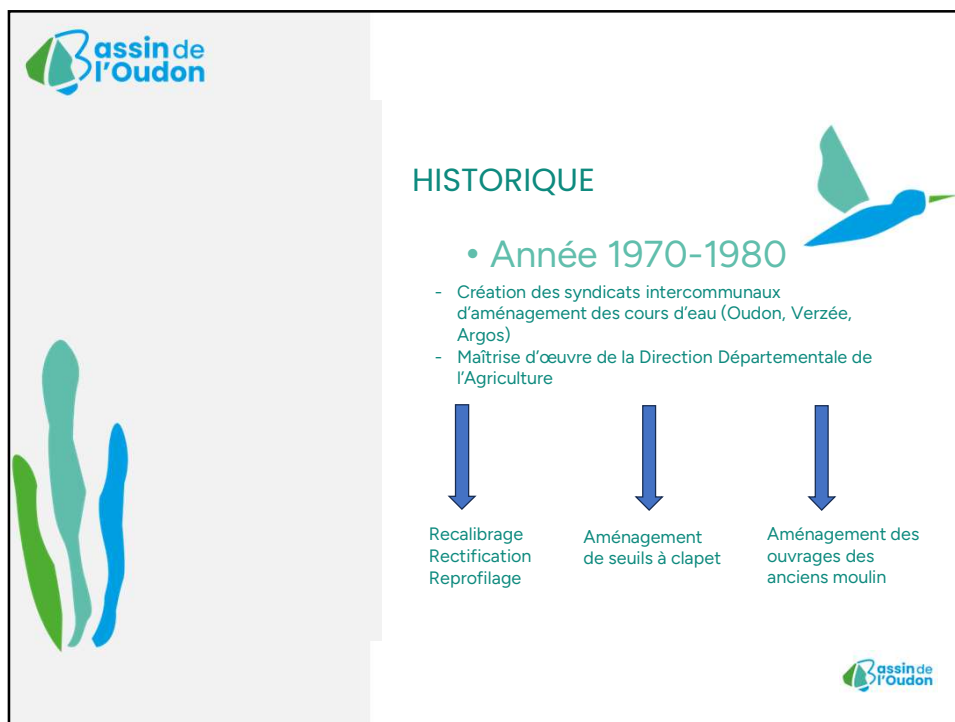 Bassin de
l'Oudon
HISTORIQUE
• Année 1970-1980
- Création des syndicats intercommunaux
d'aménagement des cours d'eau (Oudon, Verzée,
Argos)
- Maîtrise d'œuvre de la Direction Départementale de
l'Agriculture
Recalibrage
Rectification
Reprofilage
Aménagement
de seuils à clapet
Aménagement des
ouvrages des
anciens moulin
Bassin de
l'Oudon